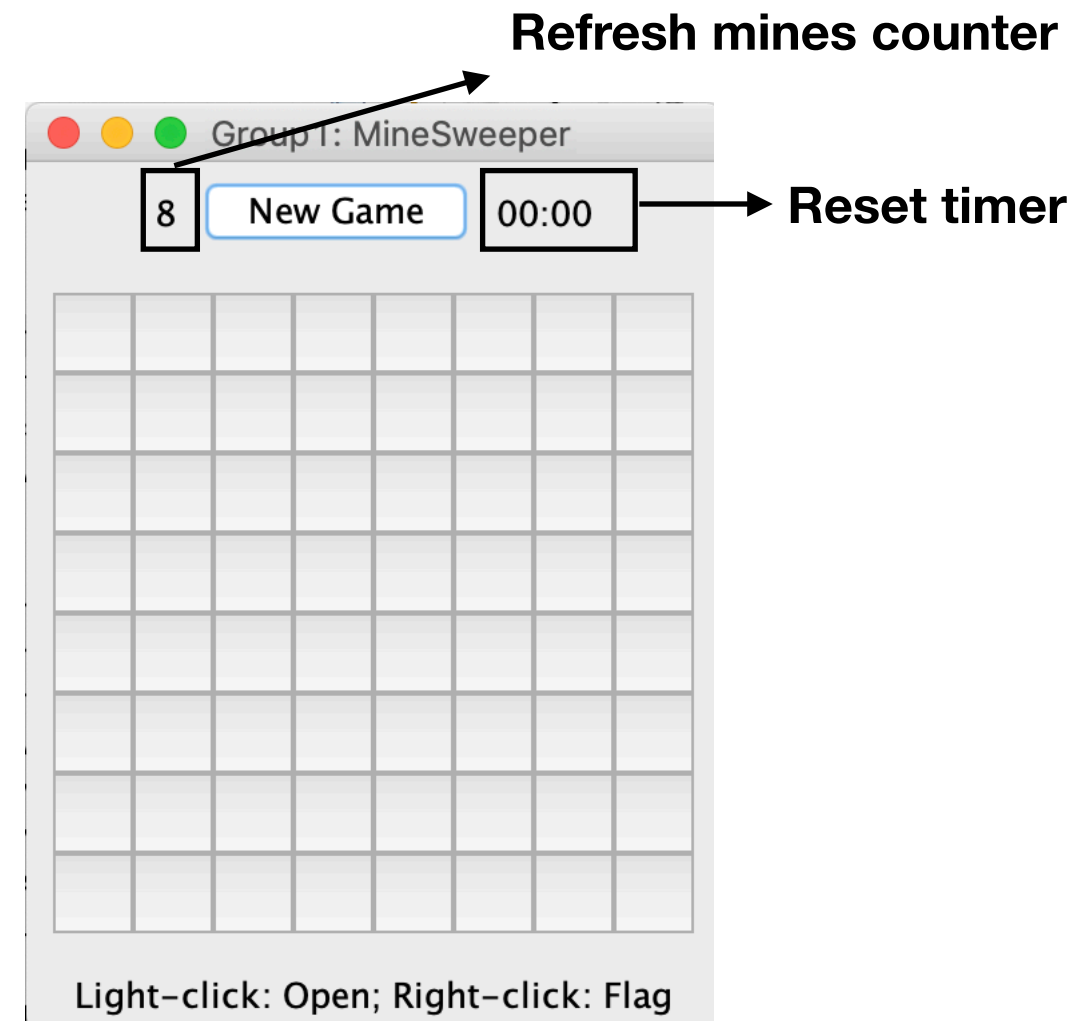 Refresh mines counter
Group1: MineSweeper
8 New Game 00:00
Reset timer
Light-click: Open; Right-click: Flag